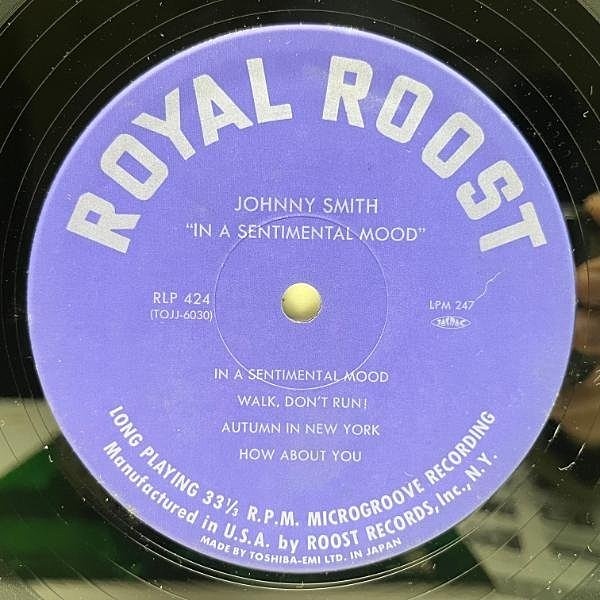 ROYAL ROOST
JOHNNY SMITH
"IN A SENTIMENTAL MOOD"
RLP 424
(TOJJ-6030)
LPM 247
IN A SENTIMENTAL MOOD
WALK, DON'T RUN!
AUTUMN IN NEW YORK
HOW ABOUT YOU
LONG PLAYING 33⅓ R.P.M. MICROGROOVE RECORDING
Manufactured in U.S.A. by ROOST RECORDS, Inc., N.Y.
MADE BY TOSHIBA-EMI LTD. IN JAPAN